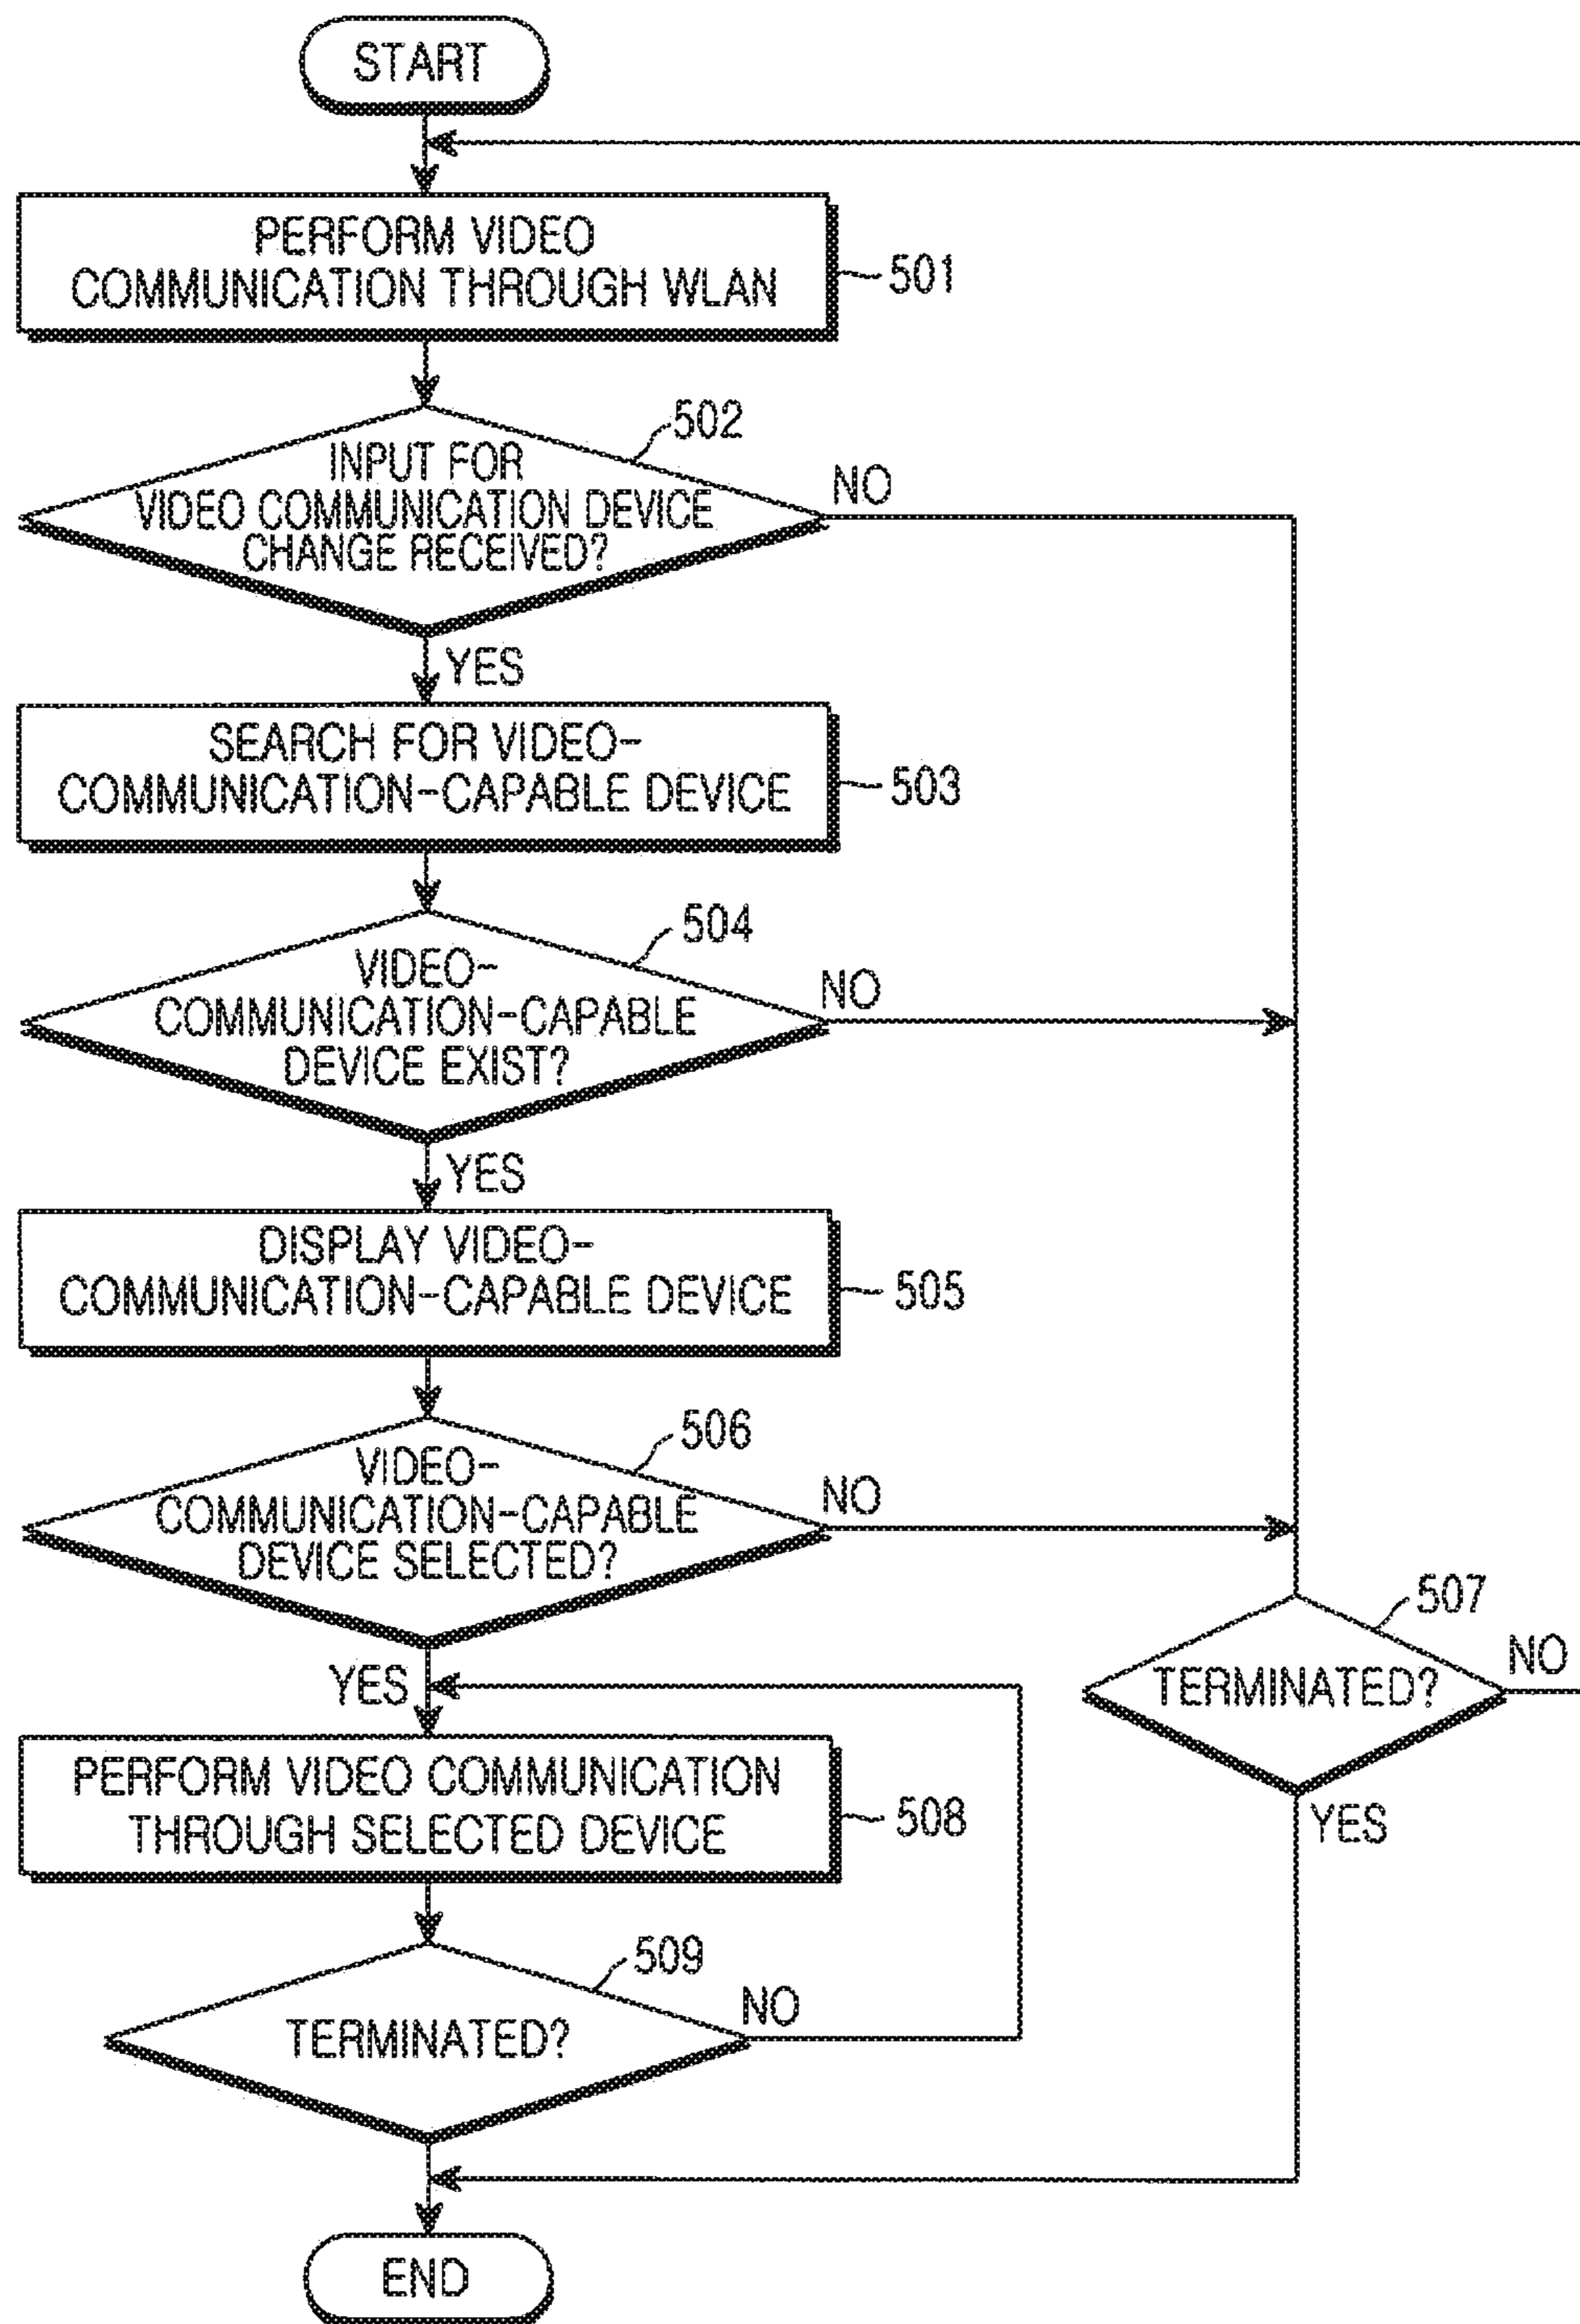 START
PERFORM VIDEO
COMMUNICATION THROUGH WLAN
501
502
INPUT FOR
VIDEO COMMUNICATION DEVICE
CHANGE RECEIVED?
NO
YES
SEARCH FOR VIDEO-
COMMUNICATION-CAPABLE DEVICE
503
504
VIDEO-
COMMUNICATION-CAPABLE
DEVICE EXIST?
NO
YES
DISPLAY VIDEO-
COMMUNICATION-CAPABLE DEVICE
505
506
VIDEO-
COMMUNICATION-CAPABLE
DEVICE SELECTED?
NO
YES
507
TERMINATED?
NO
YES
PERFORM VIDEO COMMUNICATION
THROUGH SELECTED DEVICE
508
509
TERMINATED?
NO
END